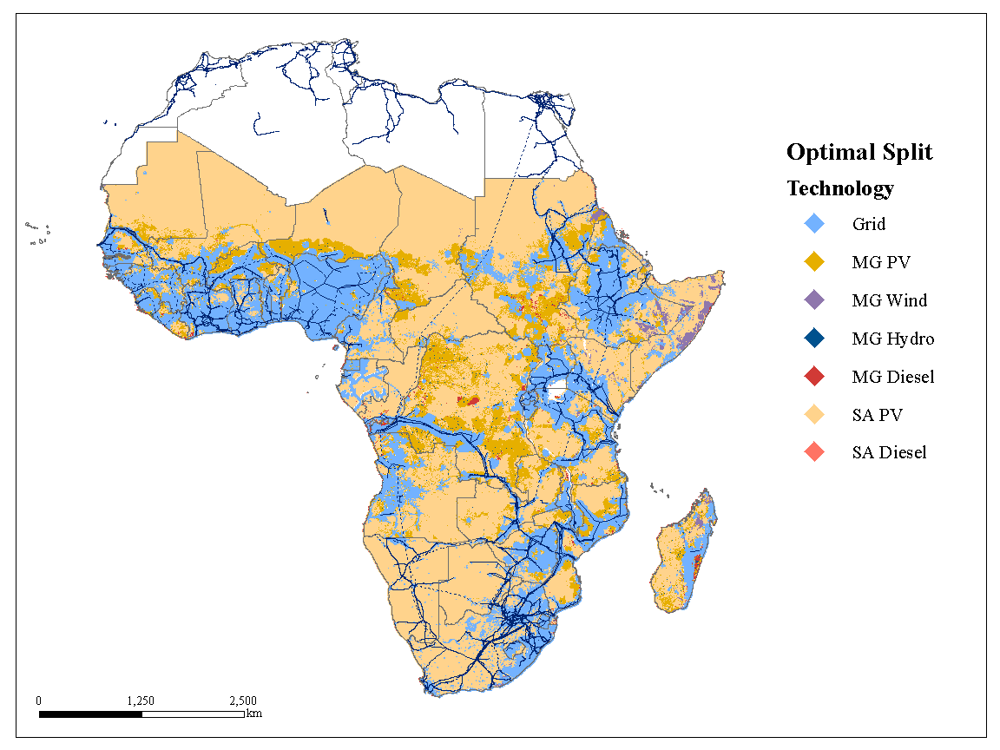 Optimal Split
Technology
Grid
MG PV
MG Wind
MG Hydro
MG Diesel
SA PV
SA Diesel
0 1,250 2,500
km